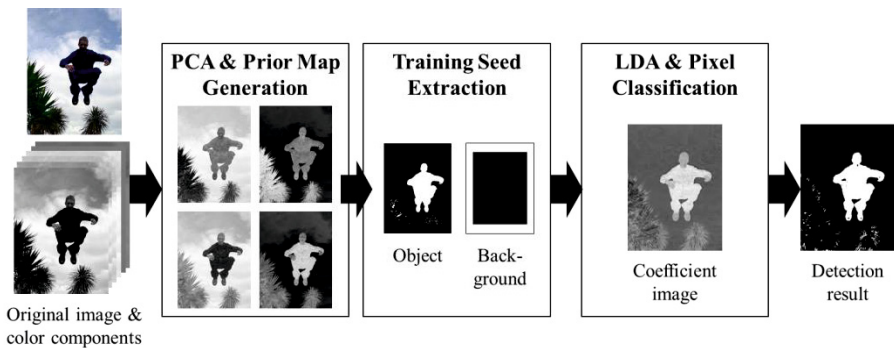 PCA & Prior Map
Generation
Training Seed
Extraction
LDA & Pixel
Classification
Object
Back-
ground
Coefficient
image
Detection
result
Original image &
color components